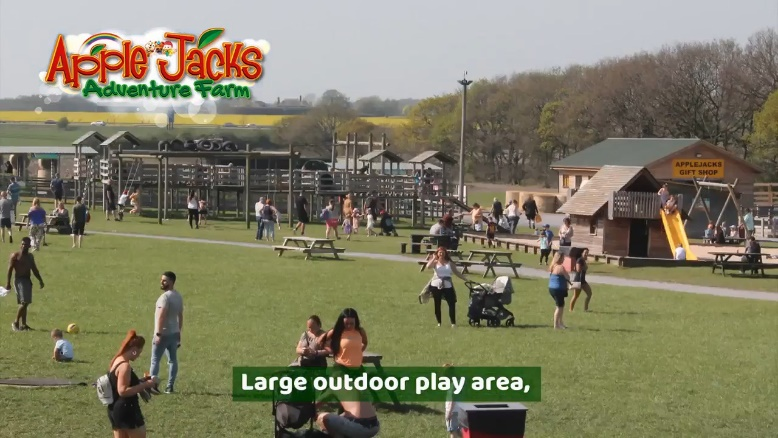 Apple Jacks
Adventure Farm
APPLEJACKS
GIFT SHOP
Large outdoor play area,